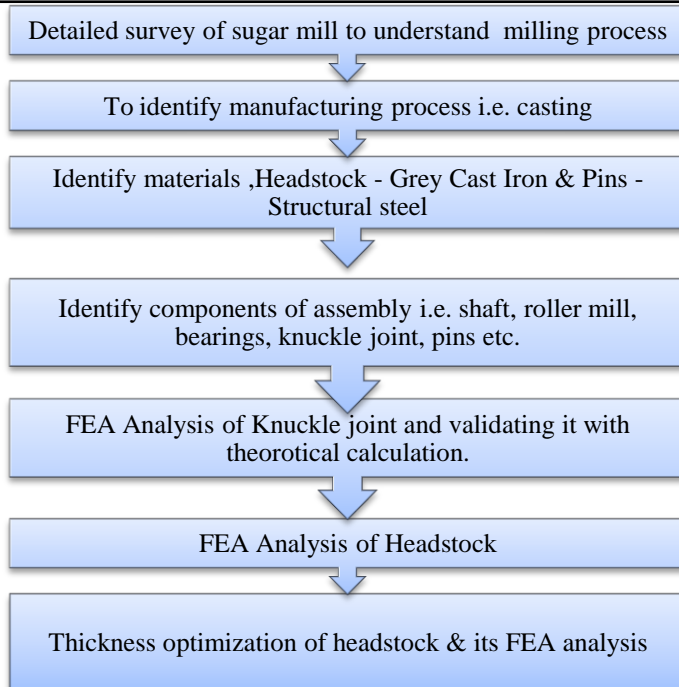 Detailed survey of sugar mill to understand milling process
To identify manufacturing process i.e. casting
Identify materials ,Headstock - Grey Cast Iron & Pins -
Structural steel
Identify components of assembly i.e. shaft, roller mill,
bearings, knuckle joint, pins etc.
FEA Analysis of Knuckle joint and validating it with
theorotical calculation.
FEA Analysis of Headstock
Thickness optimization of headstock & its FEA analysis